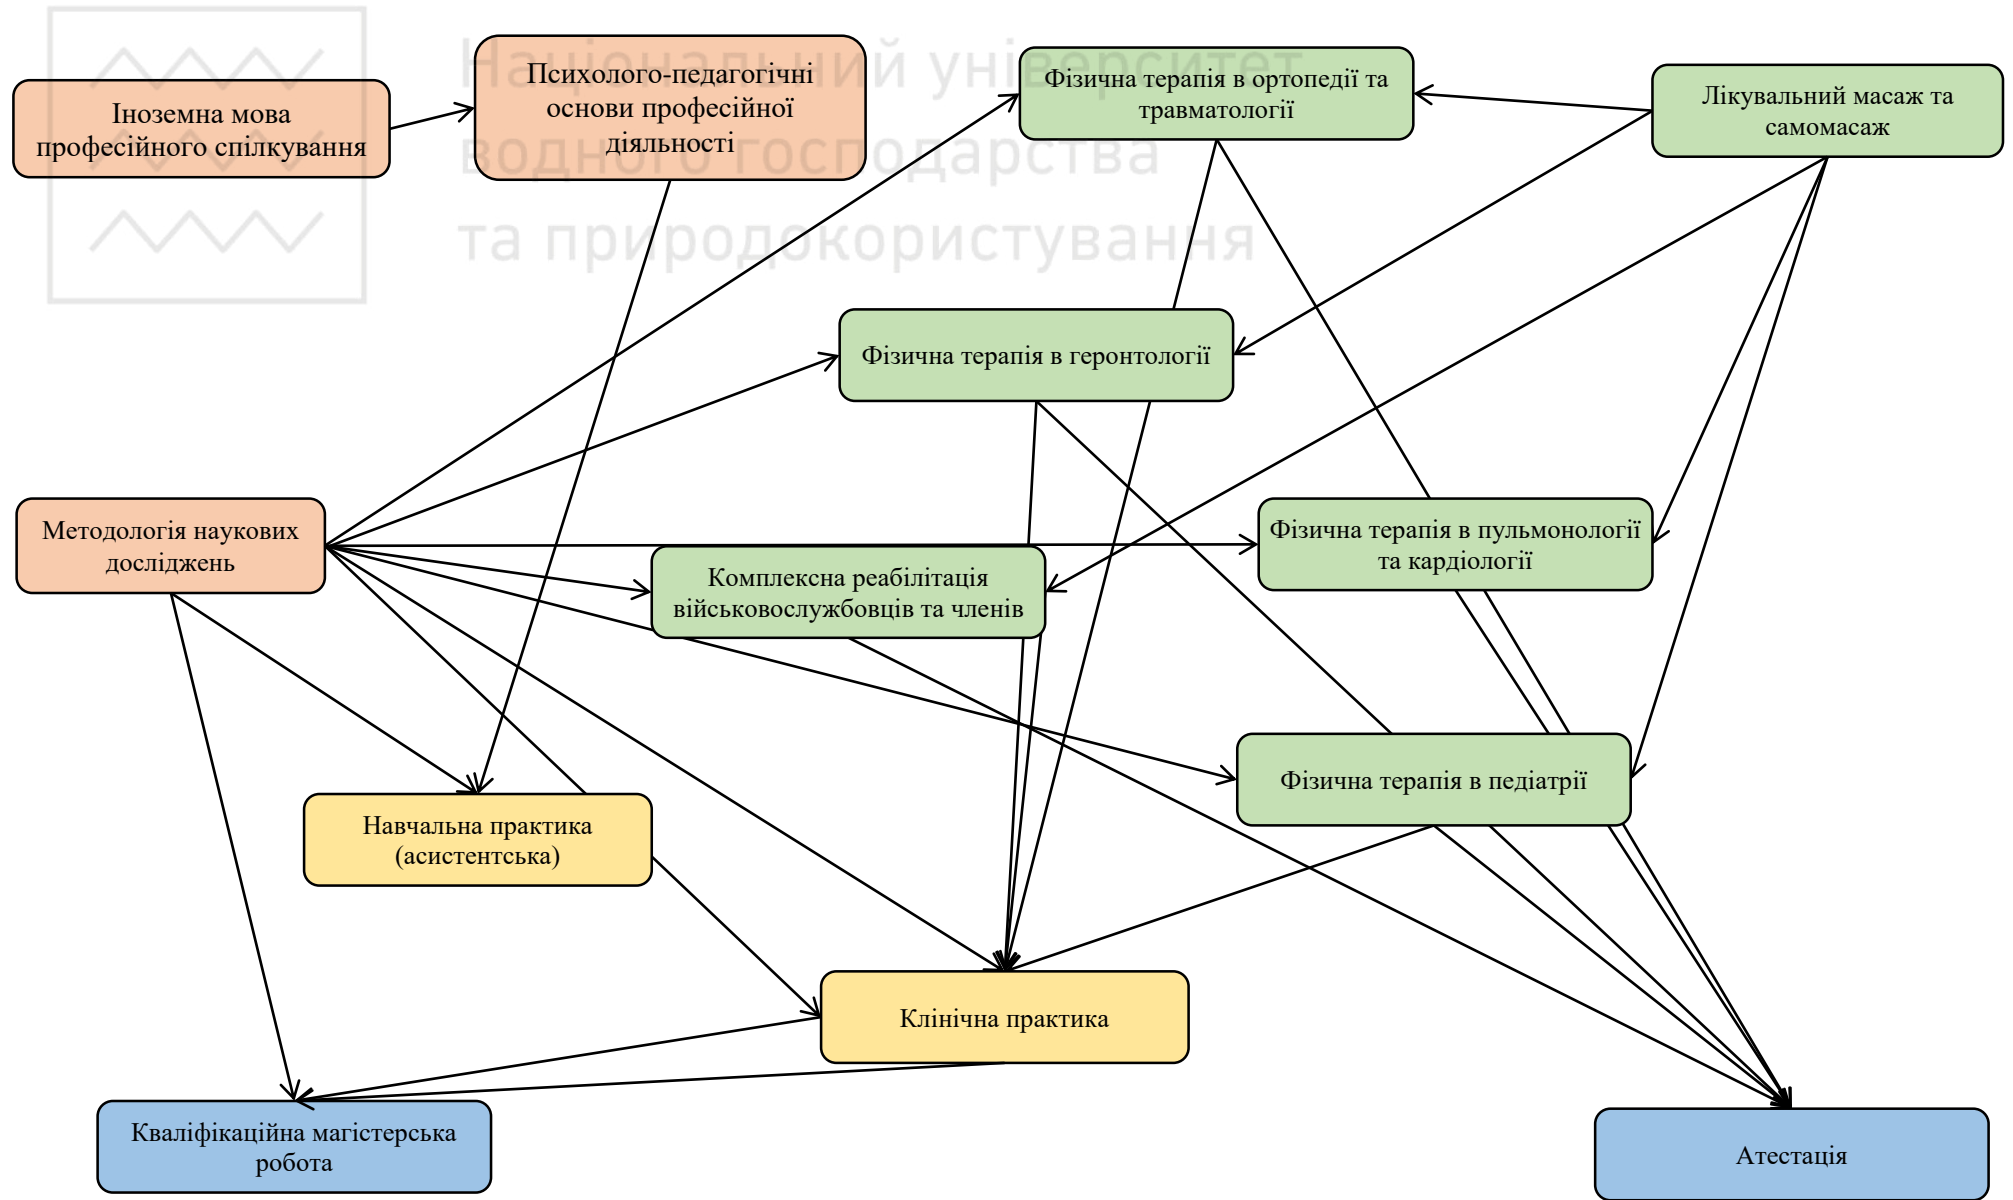 Національний університет
водного господарства
та природокористування
Іноземна мова
професійного спілкування
Психолого-педагогічні
основи професійної
діяльності
Фізична терапія в ортопедії та
травматології
Лікувальний масаж та
самомасаж
Фізична терапія в геронтології
Методологія наукових
досліджень
Фізична терапія в пульмонології
та кардіології
Комплексна реабілітація
військовослужбовців та членів
Фізична терапія в педіатрії
Навчальна практика
(асистентська)
Клінічна практика
Кваліфікаційна магістерська
робота
Атестація